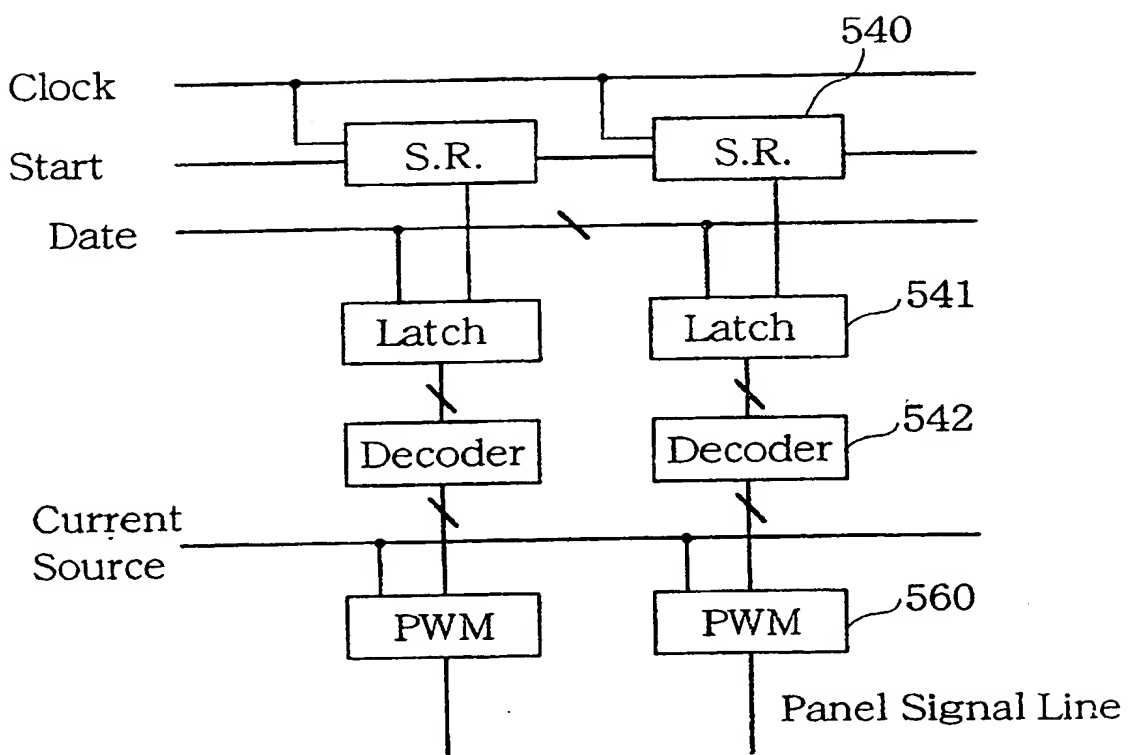 540
Clock
S.R. S.R.
Start
Date
Latch Latch 541
Decoder Decoder 542
Current
Source
PWM PWM 560
Panel Signal Line